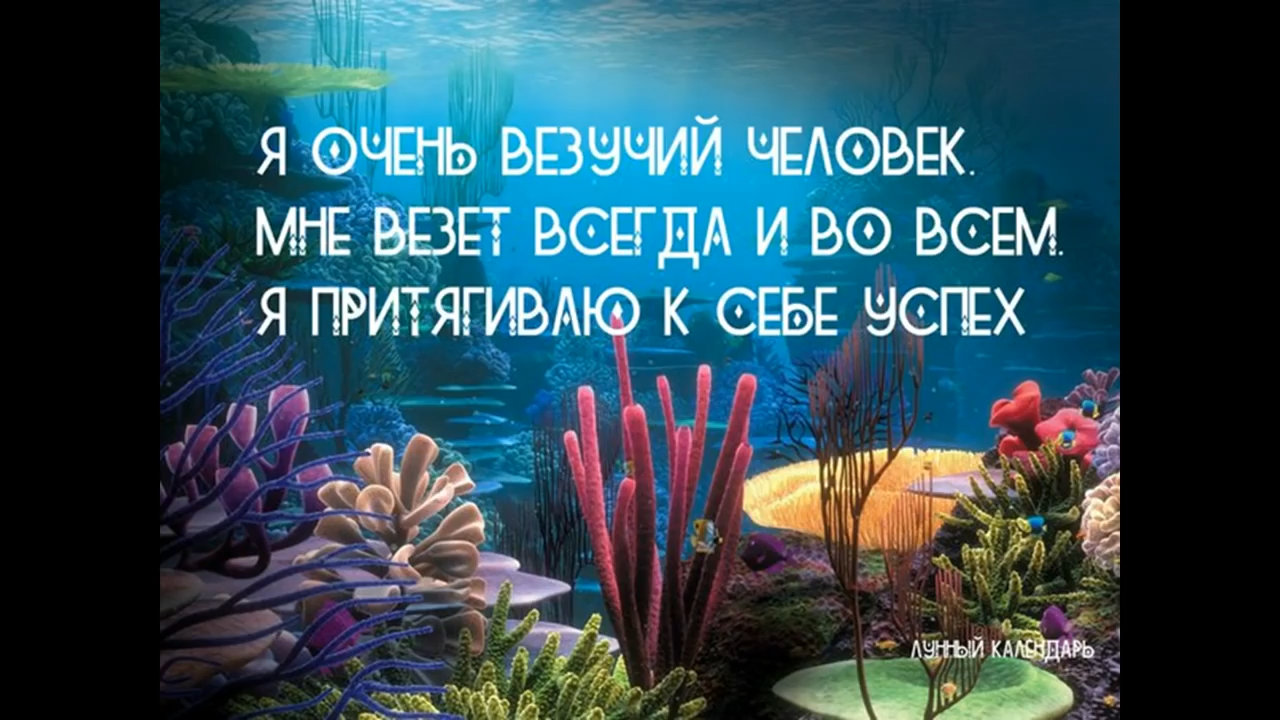 Я ОЧЕНЬ ВЕЗУЧИЙ ЧЕЛОВЕК.
МНЕ ВЕЗЕТ ВСЕГДА И ВО ВСЕМ.
Я ПРИТЯГИВАЮ К СЕБЕ УСПЕХ
ЛУННЫЙ КАЛЕНДАРЬ